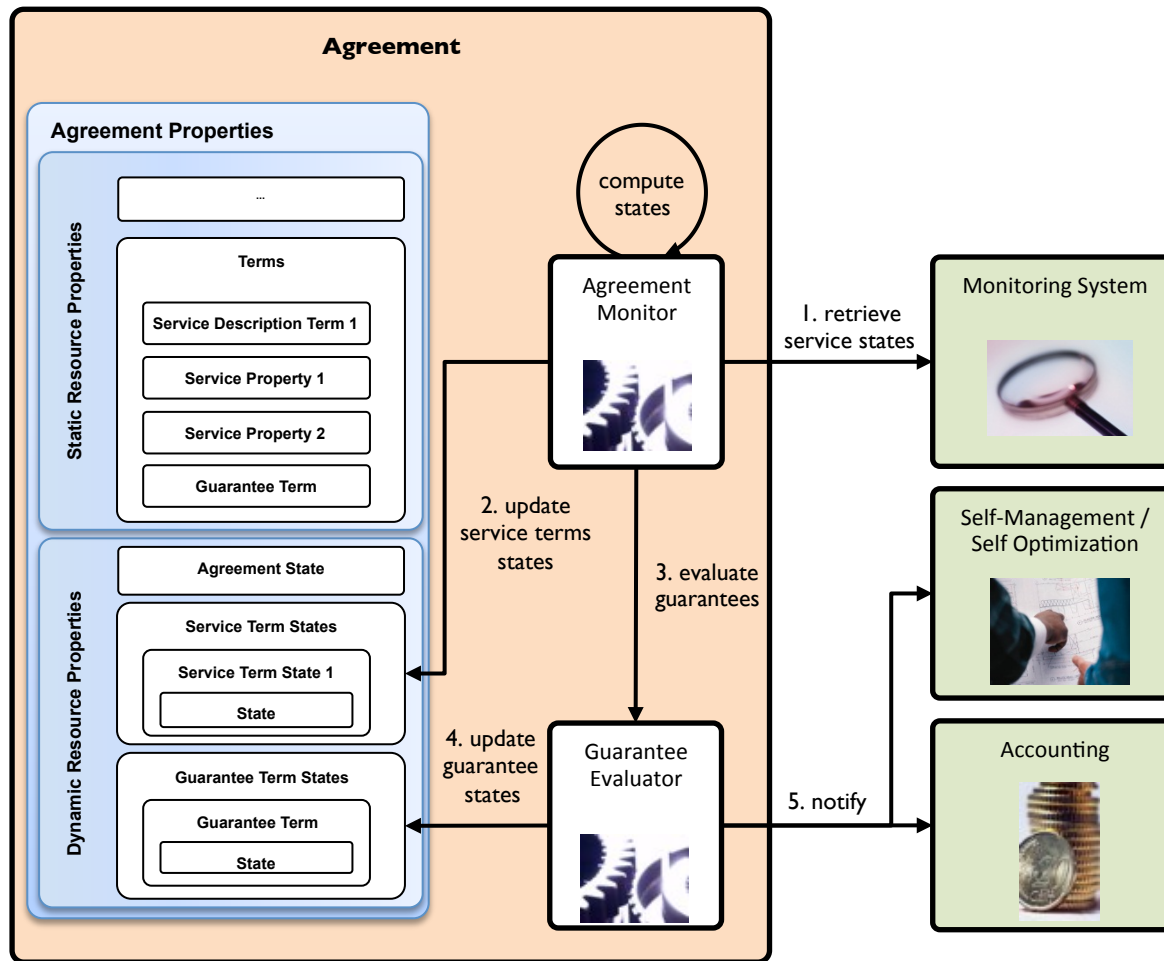 Agreement
Agreement Properties
Static Resource Properties
...
Terms
Service Description Term 1
Service Property 1
Service Property 2
Guarantee Term
Dynamic Resource Properties
Agreement State
Service Term States
Service Term State 1
State
Guarantee Term States
Guarantee Term
State
compute
states
Agreement
Monitor
1. retrieve
service states
2. update
service terms
states
3. evaluate
guarantees
4. update
guarantee
states
Guarantee
Evaluator
5. notify
Monitoring System
Self-Management /
Self Optimization
Accounting